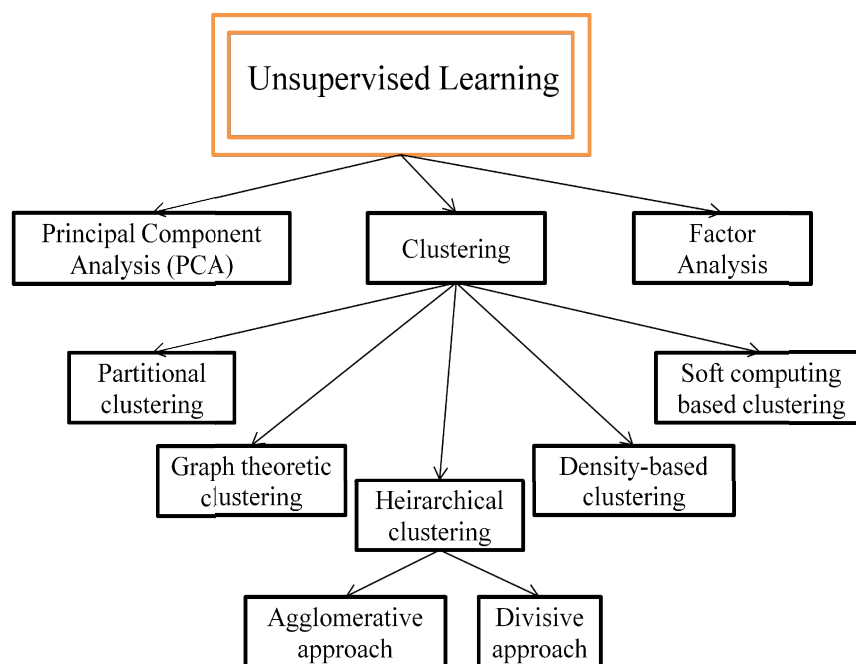 Unsupervised Learning
Principal Component
Analysis (PCA)
Clustering
Factor
Analysis
Partitional
clustering
Soft computing
based clustering
Graph theoretic
clustering
Density-based
clustering
Heirarchical
clustering
Agglomerative
approach
Divisive
approach